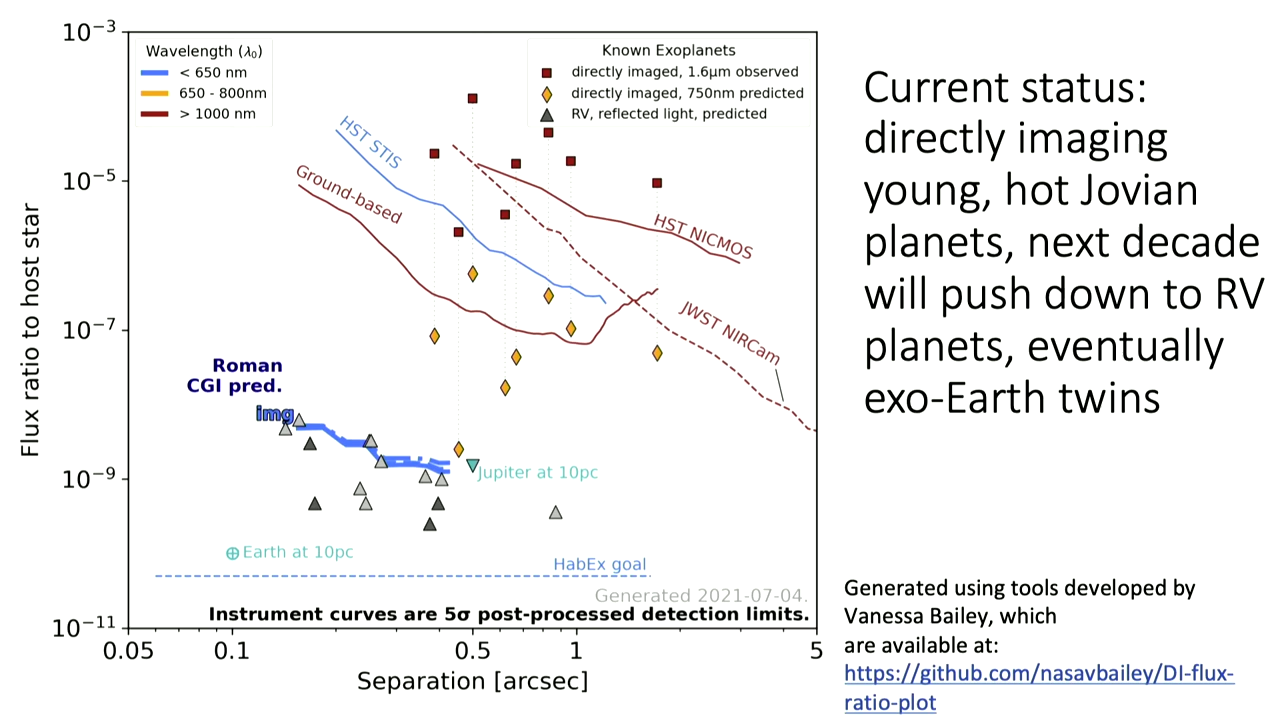 10⁻³
10⁻⁵
10⁻⁷
10⁻⁹
10⁻¹¹
Flux ratio to host star
Wavelength (λ₀)
< 650 nm
650 - 800nm
> 1000 nm
Known Exoplanets
directly imaged, 1.6μm observed
directly imaged, 750nm predicted
RV, reflected light, predicted
HST STIS
Ground-based
HST NICMOS
JWST NIRCam
Roman
CGI pred.
img
Jupiter at 10pc
Earth at 10pc
HabEx goal
Generated 2021-07-04.
Instrument curves are 5σ post-processed detection limits.
0.05 0.1 0.5 1 5
Separation [arcsec]
Current status:
directly imaging
young, hot Jovian
planets, next decade
will push down to RV
planets, eventually
exo-Earth twins
Generated using tools developed by
Vanessa Bailey, which
are available at:
https://github.com/nasavbailey/DI-flux-
ratio-plot